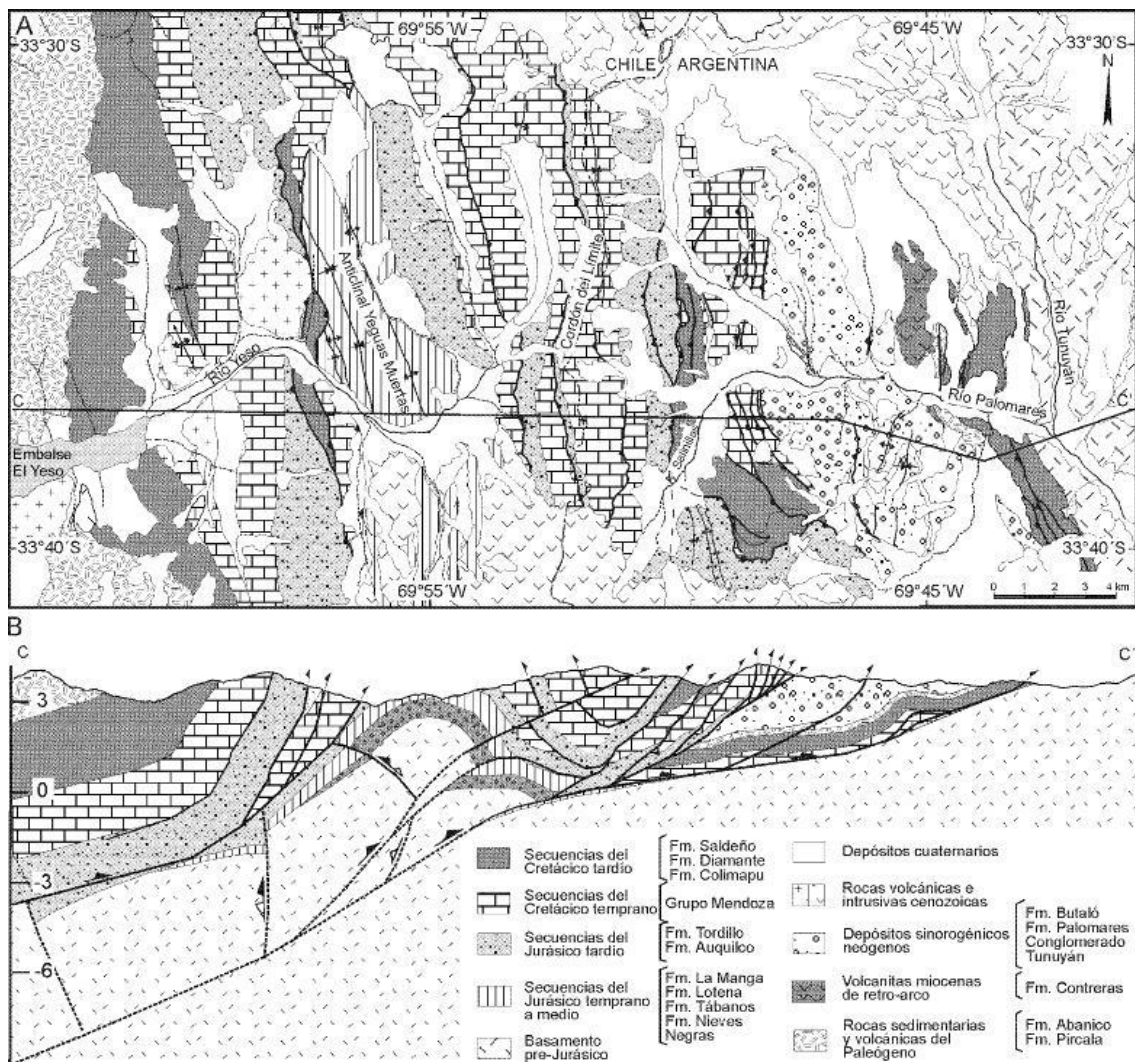 A
33°30´S
69°55´W
69°45´W
33°30´S
CHILE
ARGENTINA
N
Anticlinal Yeguas Muertas
Cordón del Límite
Río Yeso
Río Tunuyán
Río Palomares
C
C'
Embalse
El Yeso
33°40´S
69°55´W
69°45´W
33°40´S
0 1 2 3 4 km
B
C
C'
3
0
-3
-6
Secuencias del
Cretácico tardío
Fm. Saldeño
Fm. Diamante
Fm. Colimapu
Secuencias del
Cretácico temprano
Grupo Mendoza
Secuencias del
Jurásico tardío
Fm. Tordillo
Fm. Auquilco
Secuencias del
Jurásico temprano
a medio
Fm. La Manga
Fm. Lotena
Fm. Tábanos
Fm. Nieves
Negras
Basamento
pre-Jurásico
Depósitos cuaternarios
Rocas volcánicas e
intrusivas cenozoicas
Depósitos sinorogénicos
neógenos
Fm. Butaló
Fm. Palomares
Conglomerado
Tunuyán
Volcanitas miocenas
de retro-arco
Fm. Contreras
Rocas sedimentarias
y volcánicas del
Paleógeno
Fm. Abanico
Fm. Pircala